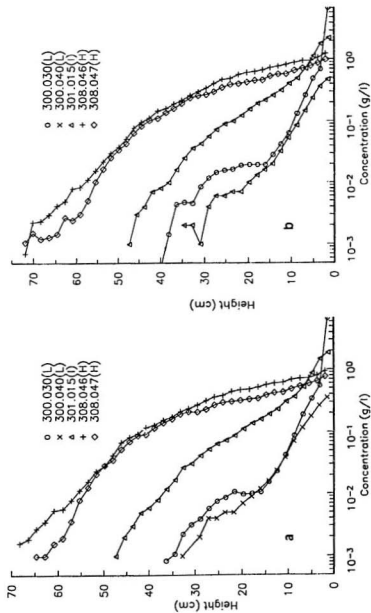 70
60
50
40
30
20
10
0
Height (cm)
o 300.030(L)
× 300.040(L)
△ 301.015(I)
+ 308.046(H)
◇ 308.047(H)
a
10⁻³ 10⁻² 10⁻¹ 10⁰
Concentration (g/l)
80
70
60
50
40
30
20
10
0
Height (cm)
o 300.030(L)
× 300.040(L)
△ 301.015(I)
+ 308.046(H)
◇ 308.047(H)
b
10⁻³ 10⁻² 10⁻¹ 10⁰
Concentration (g/l)